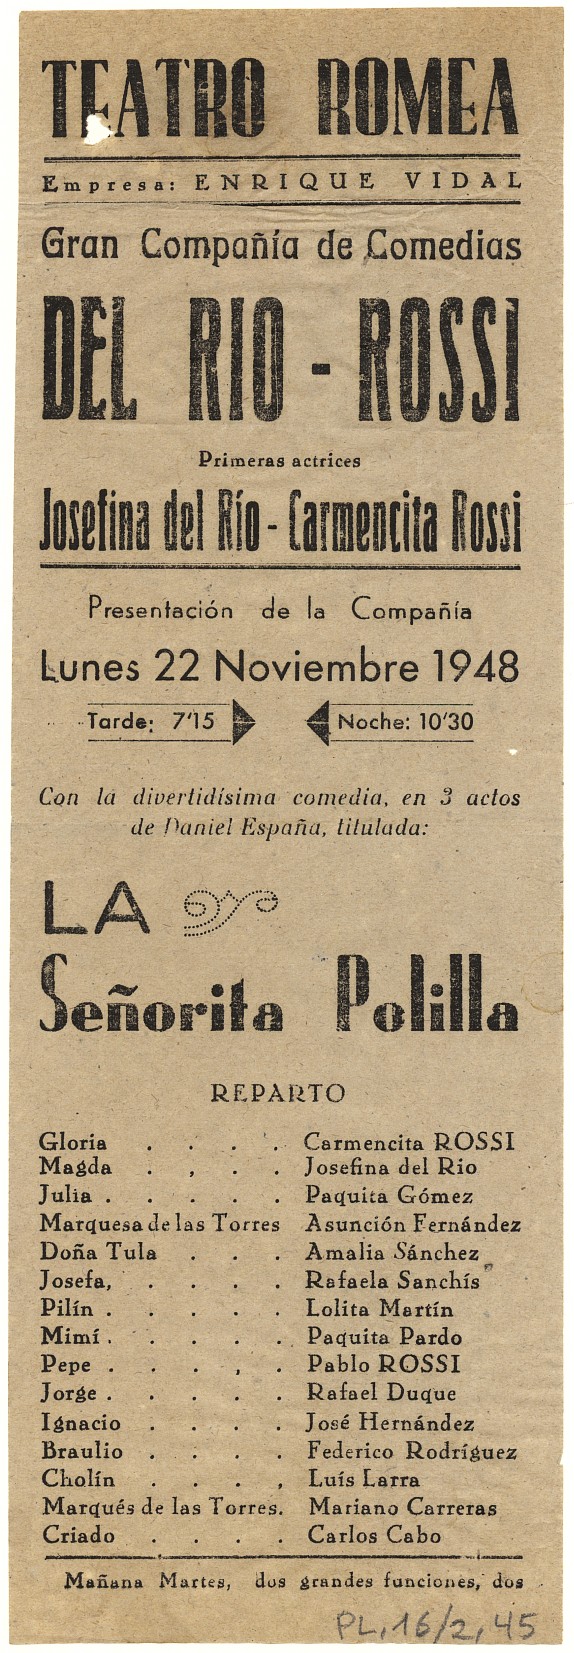 TEATRO ROMEA
Empresa: ENRIQUE VIDAL
Gran Compañía de Comedias
DEL RIO - ROSSI
Primeras actrices
Josefina del Río - Carmencita Rossi
Presentación de la Compañía
Lunes 22 Noviembre 1948
Tarde: 7'15 Noche: 10'30
Con la divertidísima comedia, en 3 actos
de Daniel España, titulada:
LA
Señorita Polilla
REPARTO
Gloria . . . . Carmencita ROSSI
Magda . , . . Josefina del Rio
Julia . . . . . Paquita Gómez
Marquesa de las Torres Asunción Fernández
Doña Tula . . . Amalia Sánchez
Josefa, . . . . Rafaela Sanchís
Pilín . . . . . Lolita Martín
Mimí . . . . . Paquita Pardo
Pepe . . . , . Pablo ROSSI
Jorge . . . . . Rafael Duque
Ignacio . . . . José Hernández
Braulio . . . . Federico Rodríguez
Cholín . . . , Luís Larra
Marqués de las Torres. Mariano Carreras
Criado . . . . Carlos Cabo
Mañana Martes, dos grandes funciones, dos
PL, 16/2, 45